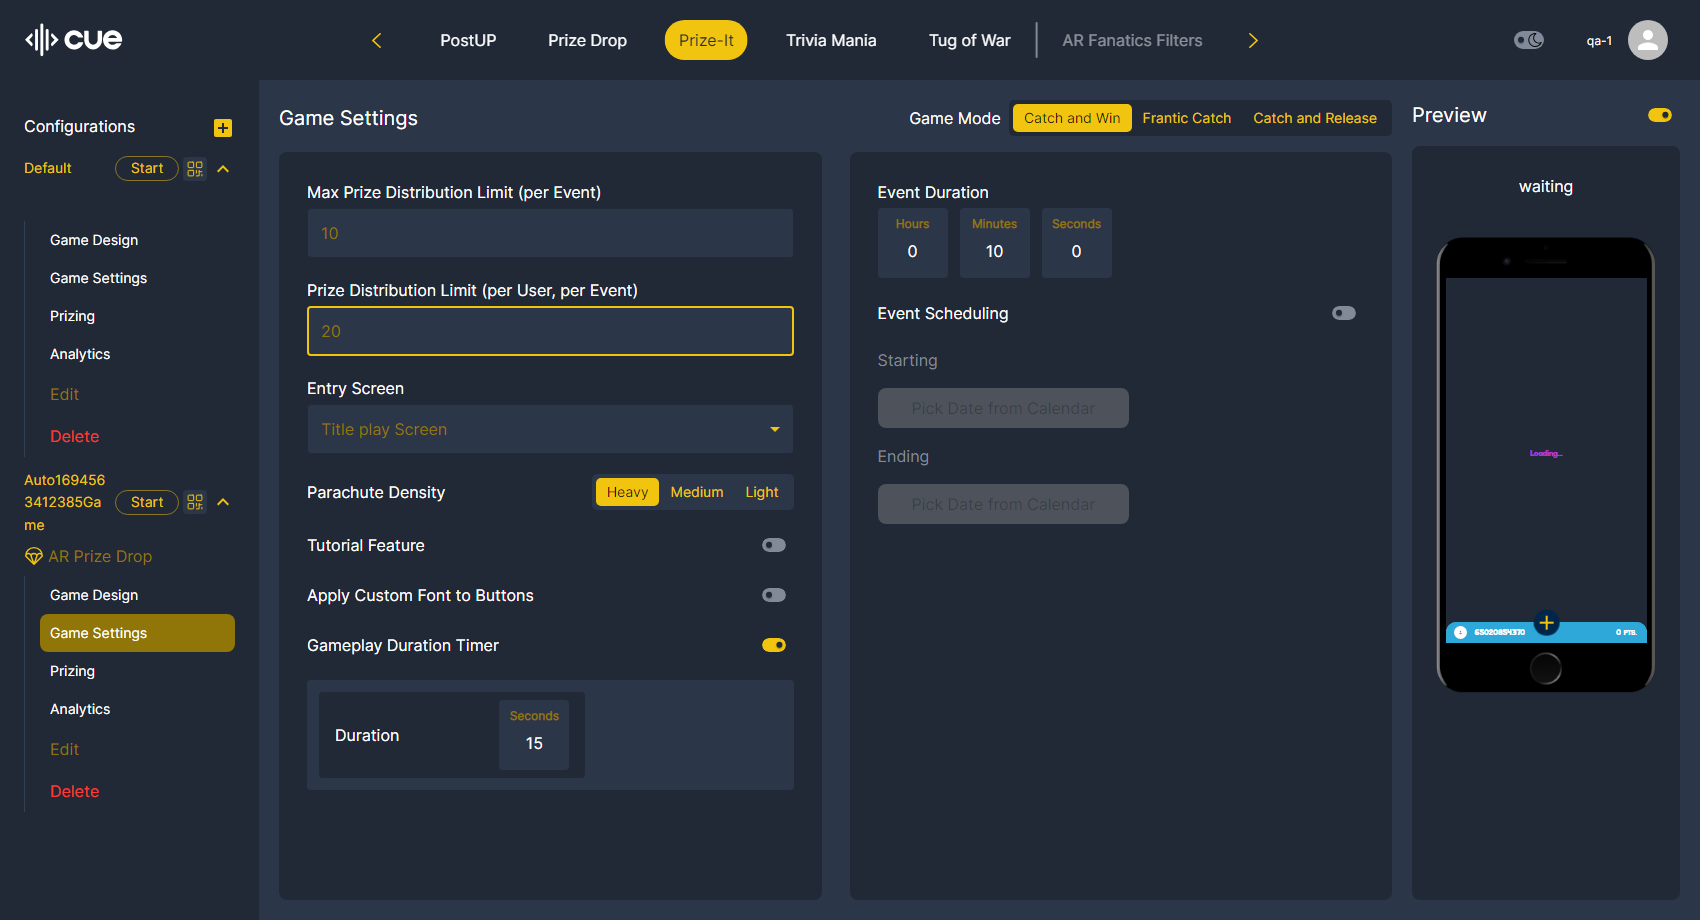 cue
PostUP
Prize Drop
Prize-It
Trivia Mania
Tug of War
AR Fanatics Filters
qa-1
Configurations
Default
Start
Game Design
Game Settings
Prizing
Analytics
Edit
Delete
Auto169456
3412385Ga
me
Start
AR Prize Drop
Game Design
Game Settings
Prizing
Analytics
Edit
Delete
Game Settings
Game Mode
Catch and Win
Frantic Catch
Catch and Release
Max Prize Distribution Limit (per Event)
10
Prize Distribution Limit (per User, per Event)
20
Entry Screen
Title play Screen
Parachute Density
Heavy
Medium
Light
Tutorial Feature
Apply Custom Font to Buttons
Gameplay Duration Timer
Duration
Seconds
15
Event Duration
Hours
0
Minutes
10
Seconds
0
Event Scheduling
Starting
Pick Date from Calendar
Ending
Pick Date from Calendar
Preview
waiting
Loading...
65020854370
0 PTS.